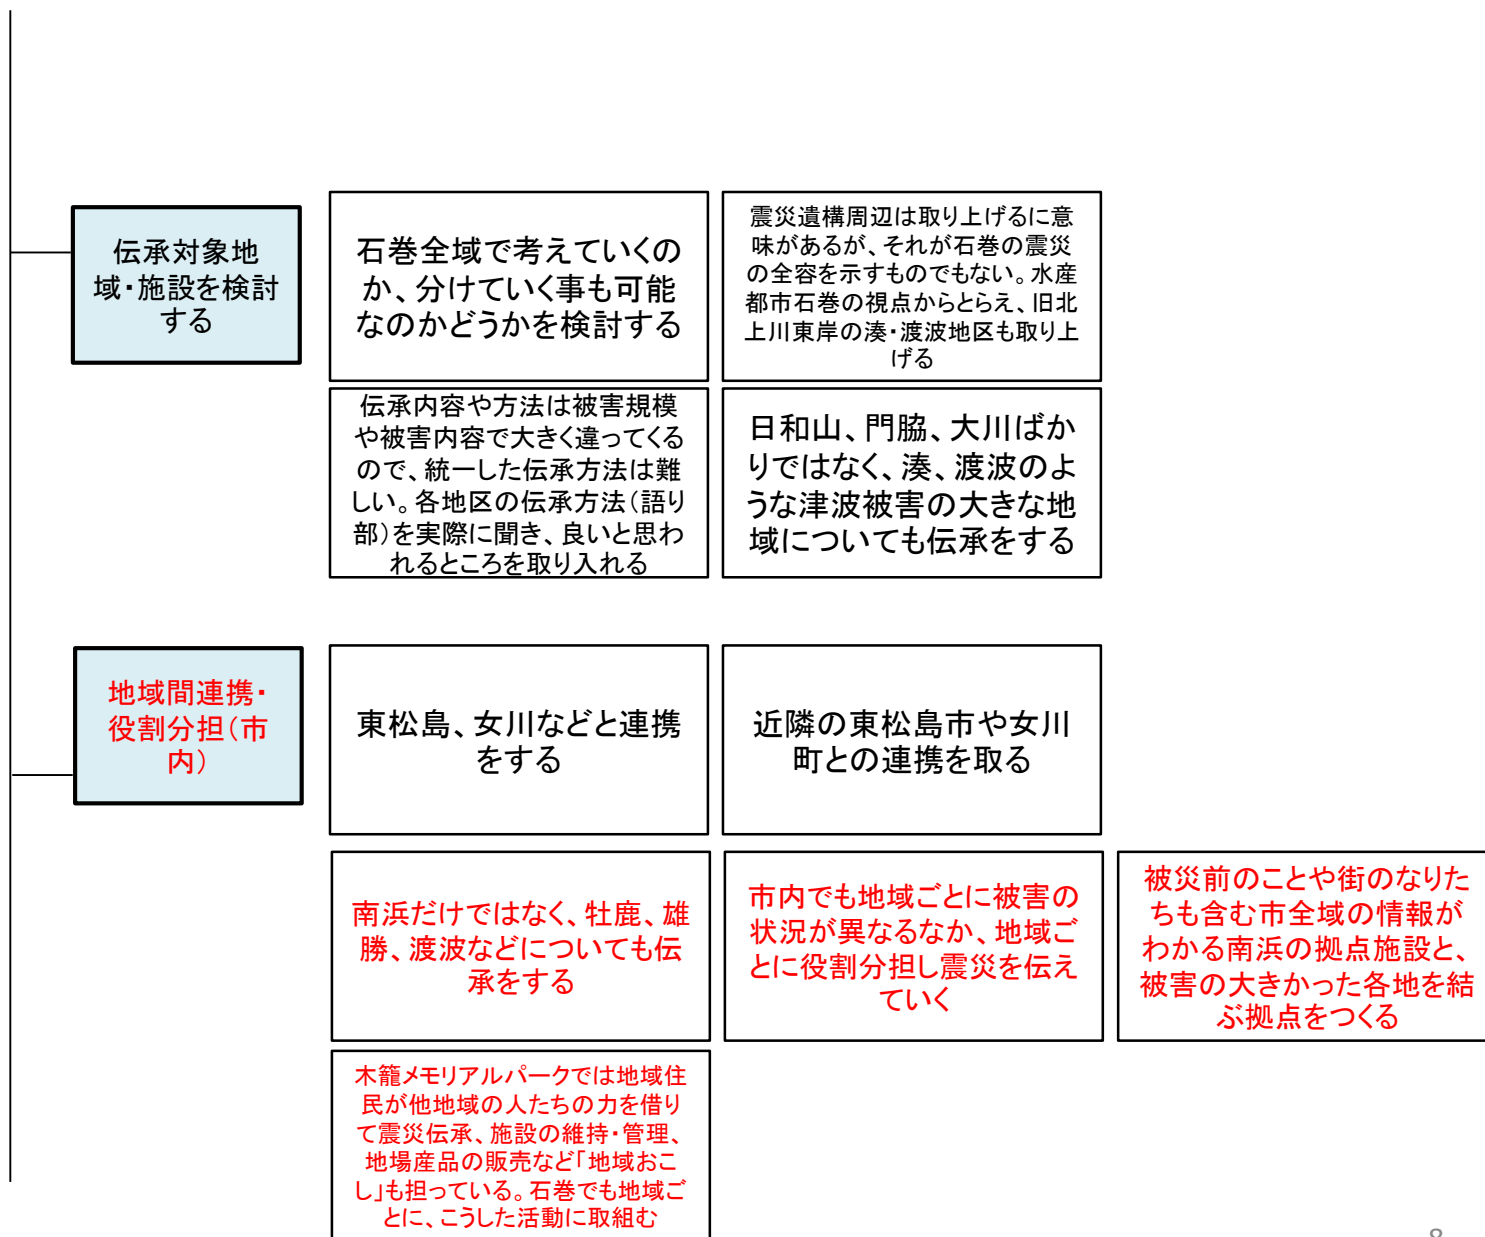 伝承対象地
域・施設を検討
する
石巻全域で考えていくの
か、分けていく事も可能
なのかどうかを検討する
震災遺構周辺は取り上げるに意
味があるが、それが石巻の震災
の全容を示すものでもない。水産
都市石巻の視点からとらえ、旧北
上川東岸の湊・渡波地区も取り上
げる
伝承内容や方法は被害規模
や被害内容で大きく違ってくる
ので、統一した伝承方法は難
しい。各地区の伝承方法（語り
部）を実際に聞き、良いと思わ
れるところを取り入れる
日和山、門脇、大川ばか
りではなく、湊、渡波のよ
うな津波被害の大きな地
域についても伝承をする
地域間連携・
役割分担（市
内）
東松島、女川などと連携
をする
近隣の東松島市や女川
町との連携を取る
南浜だけではなく、牡鹿、雄
勝、渡波などについても伝
承をする
市内でも地域ごとに被害の
状況が異なるなか、地域ご
とに役割分担し震災を伝え
ていく
被災前のことや街のなりた
ちも含む市全域の情報が
わかる南浜の拠点施設と、
被害の大きかった各地を結
ぶ拠点をつくる
木籠メモリアルパークでは地域住
民が他地域の人たちの力を借り
て震災伝承、施設の維持・管理、
地場産品の販売など「地域おこ
し」も担っている。石巻でも地域ご
とに、こうした活動に取組む